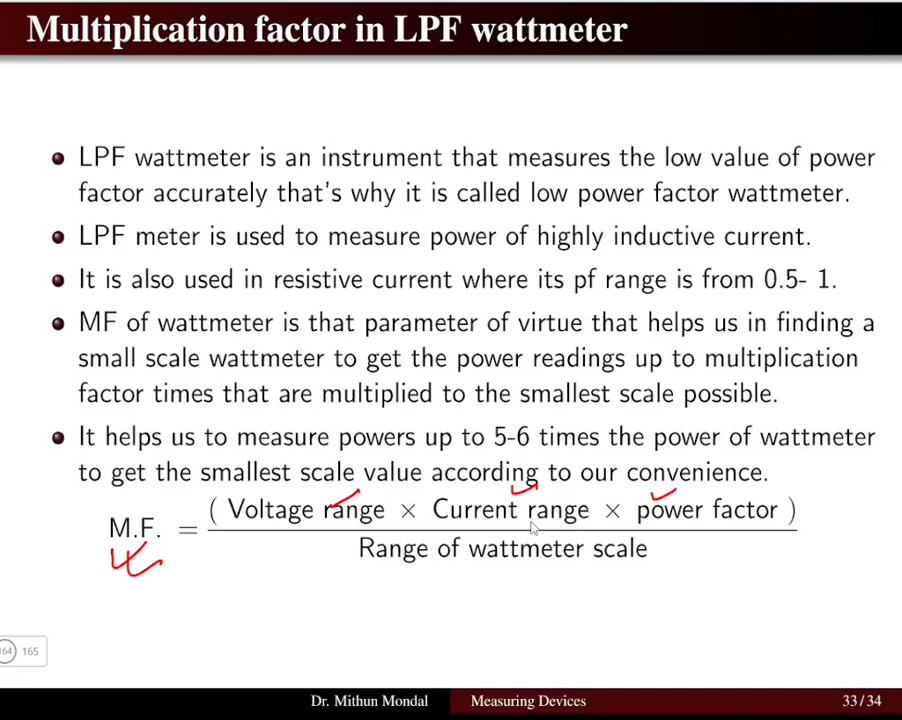 Multiplication factor in LPF wattmeter
LPF wattmeter is an instrument that measures the low value of power
factor accurately that's why it is called low power factor wattmeter.
LPF meter is used to measure power of highly inductive current.
It is also used in resistive current where its pf range is from 0.5- 1.
MF of wattmeter is that parameter of virtue that helps us in finding a
small scale wattmeter to get the power readings up to multiplication
factor times that are multiplied to the smallest scale possible.
It helps us to measure powers up to 5-6 times the power of wattmeter
to get the smallest scale value according to our convenience.
M.F. = ( Voltage range × Current range × power factor )
Range of wattmeter scale
164 165
Dr. Mithun Mondal Measuring Devices 33/34